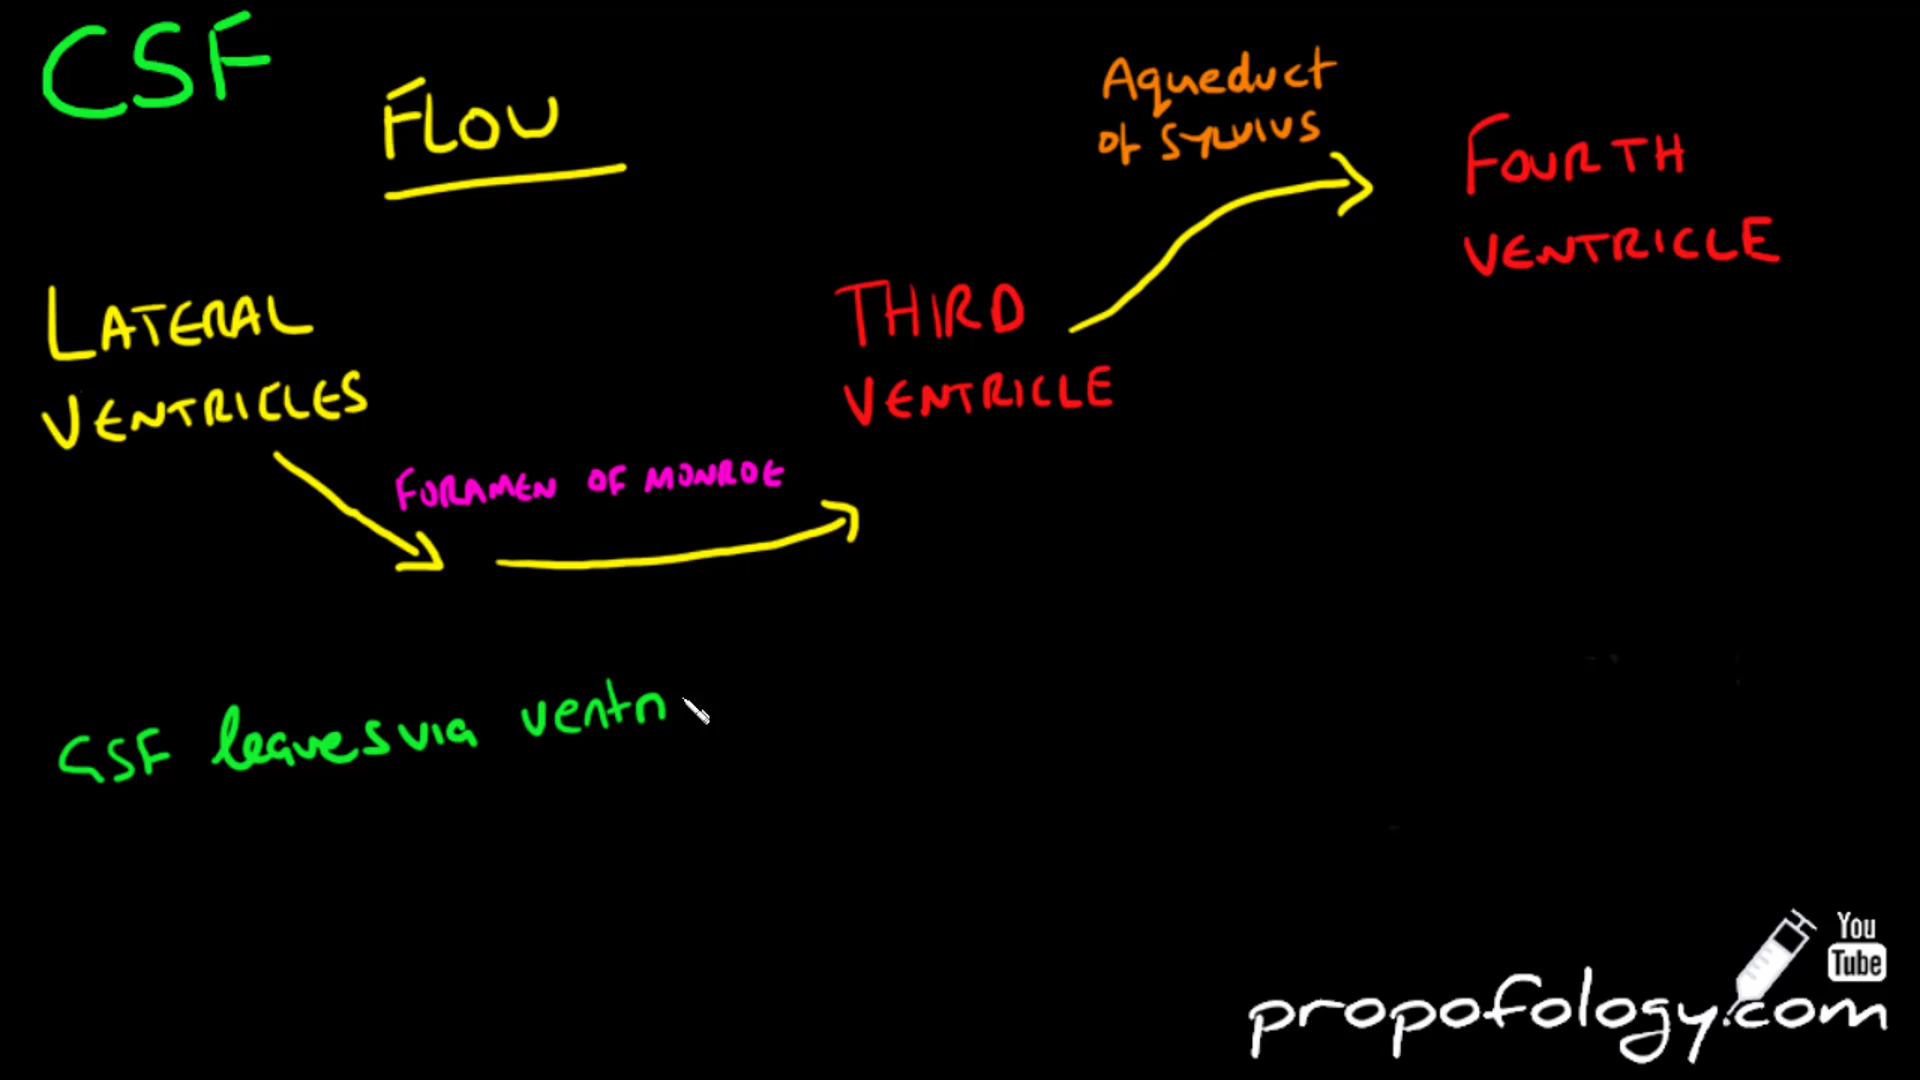 CSF
FLOW
Aqueduct
of SYLVIUS
FOURTH
VENTRICLE
LATERAL
VENTRICLES
THIRD
VENTRICLE
FORAMEN OF MONROE
CSF leaves via ventri
You
Tube
propofology.com